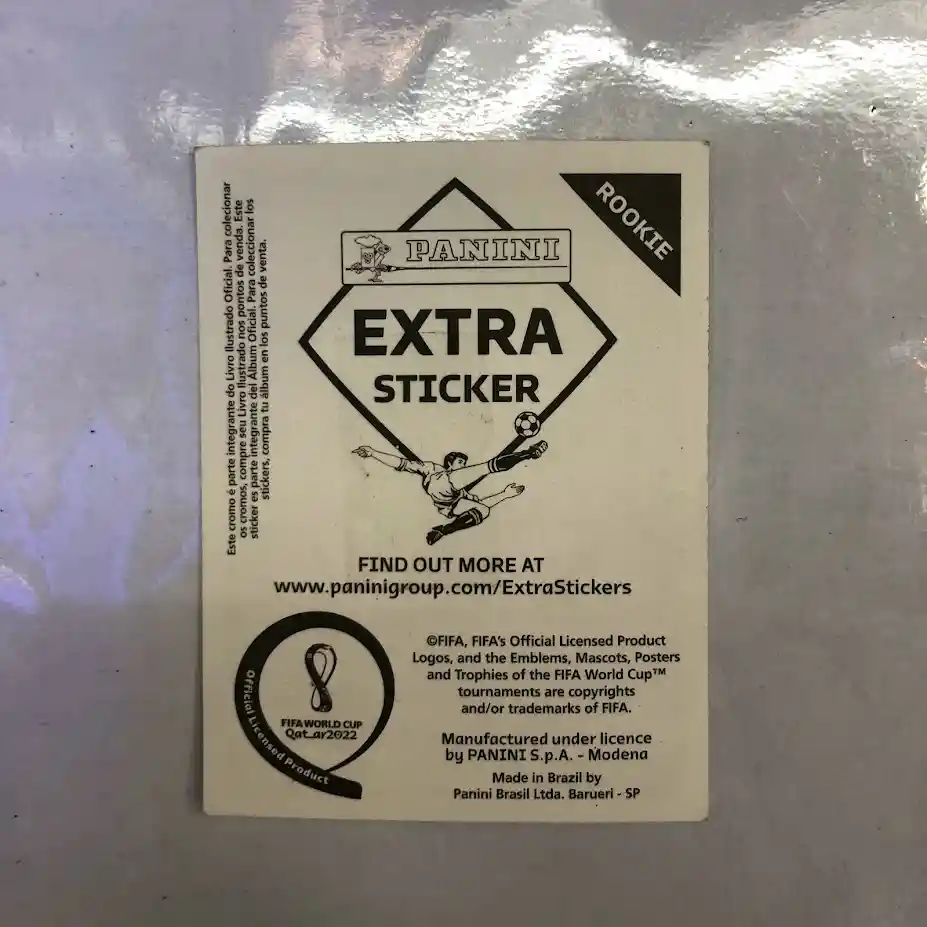 Este cromo é parte integrante do Livro Ilustrado Oficial. Para colecionar
os cromos, compre seu Livro Ilustrado nos pontos de venda. Este
sticker es parte integrante del Álbum Oficial. Para coleccionar los
stickers, compra tu álbum en los puntos de venta.
ROOKIE
PANINI
EXTRA
STICKER
FIND OUT MORE AT
www.paninigroup.com/ExtraStickers
Official Licensed Product
FIFA WORLD CUP
Qat_ar2022
©FIFA, FIFA's Official Licensed Product
Logos, and the Emblems, Mascots, Posters
and Trophies of the FIFA World Cup™
tournaments are copyrights
and/or trademarks of FIFA.
Manufactured under licence
by PANINI S.p.A. - Modena
Made in Brazil by
Panini Brasil Ltda. Barueri - SP